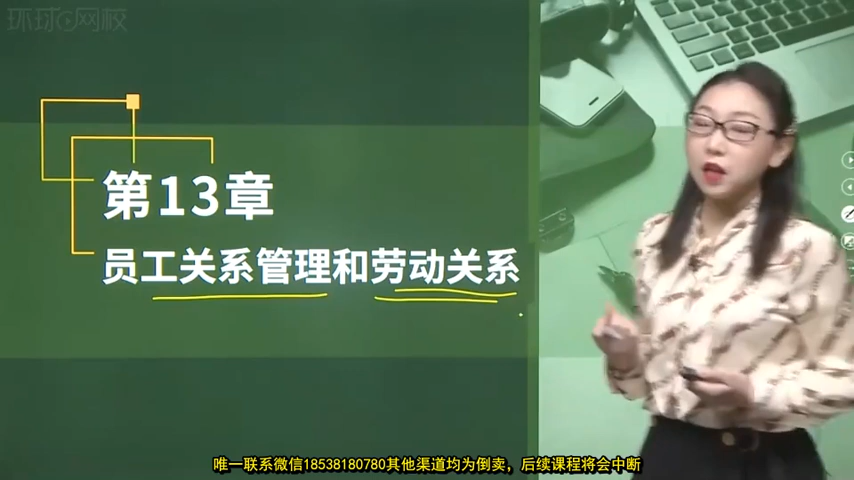 环球网校
第13章
员工关系管理和劳动关系
唯一联系微信18538180780其他渠道均为倒卖，后续课程将会中断